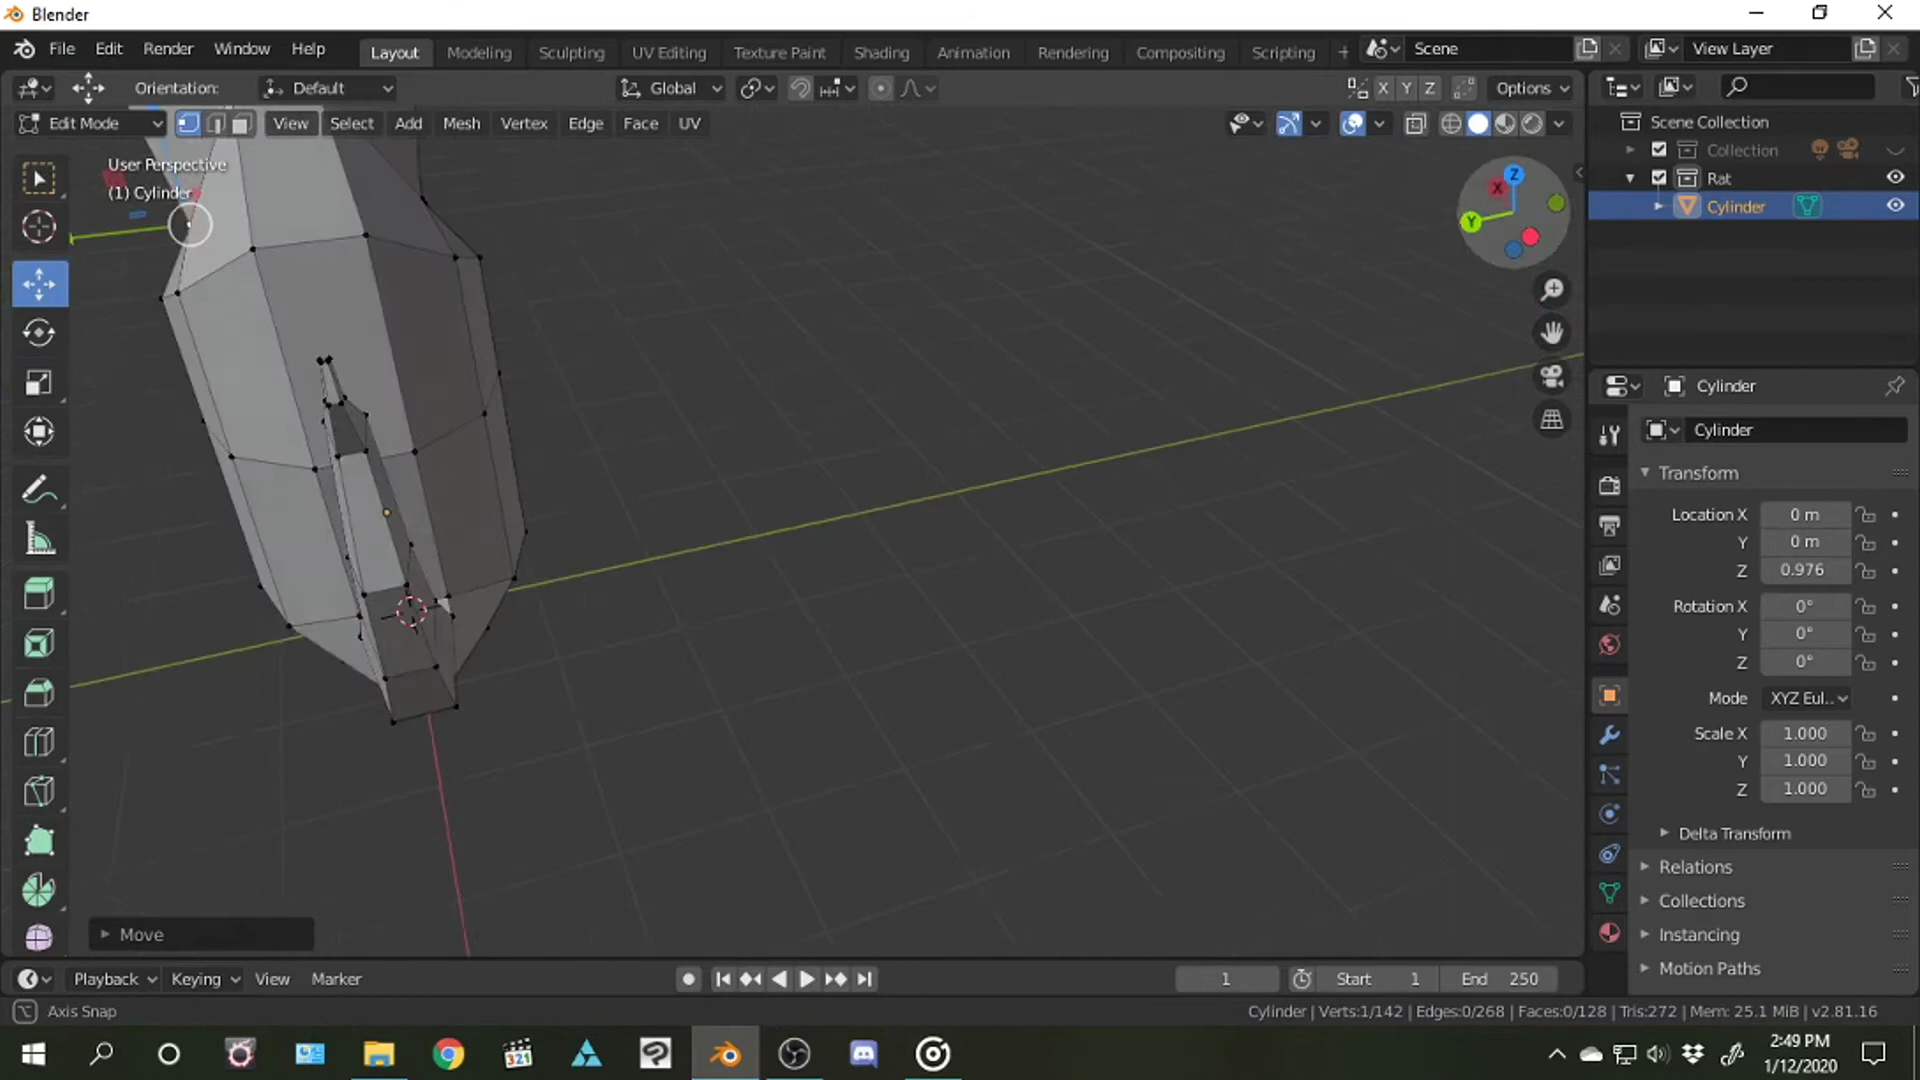 Blender
File Edit Render Window Help Layout Modeling Sculpting UV Editing Texture Paint Shading Animation Rendering Compositing Scripting + Scene View Layer
Orientation: Default Global X Y Z Options
Edit Mode View Select Add Mesh Vertex Edge Face UV
User Perspective
(1) Cylinder
Z
X
Y
Scene Collection
Collection
Rat
Cylinder
Cylinder
Cylinder
Transform
Location X 0 m
Y 0 m
Z 0.976
Rotation X 0°
Y 0°
Z 0°
Mode XYZ Eul..
Scale X 1.000
Y 1.000
Z 1.000
Delta Transform
Relations
Collections
Instancing
Motion Paths
Move
Playback Keying View Marker 1 Start 1 End 250
Axis Snap
Cylinder | Verts:1/142 | Edges:0/268 | Faces:0/128 | Tris:272 | Mem: 25.1 MiB | v2.81.16
321
2:49 PM
1/12/2020